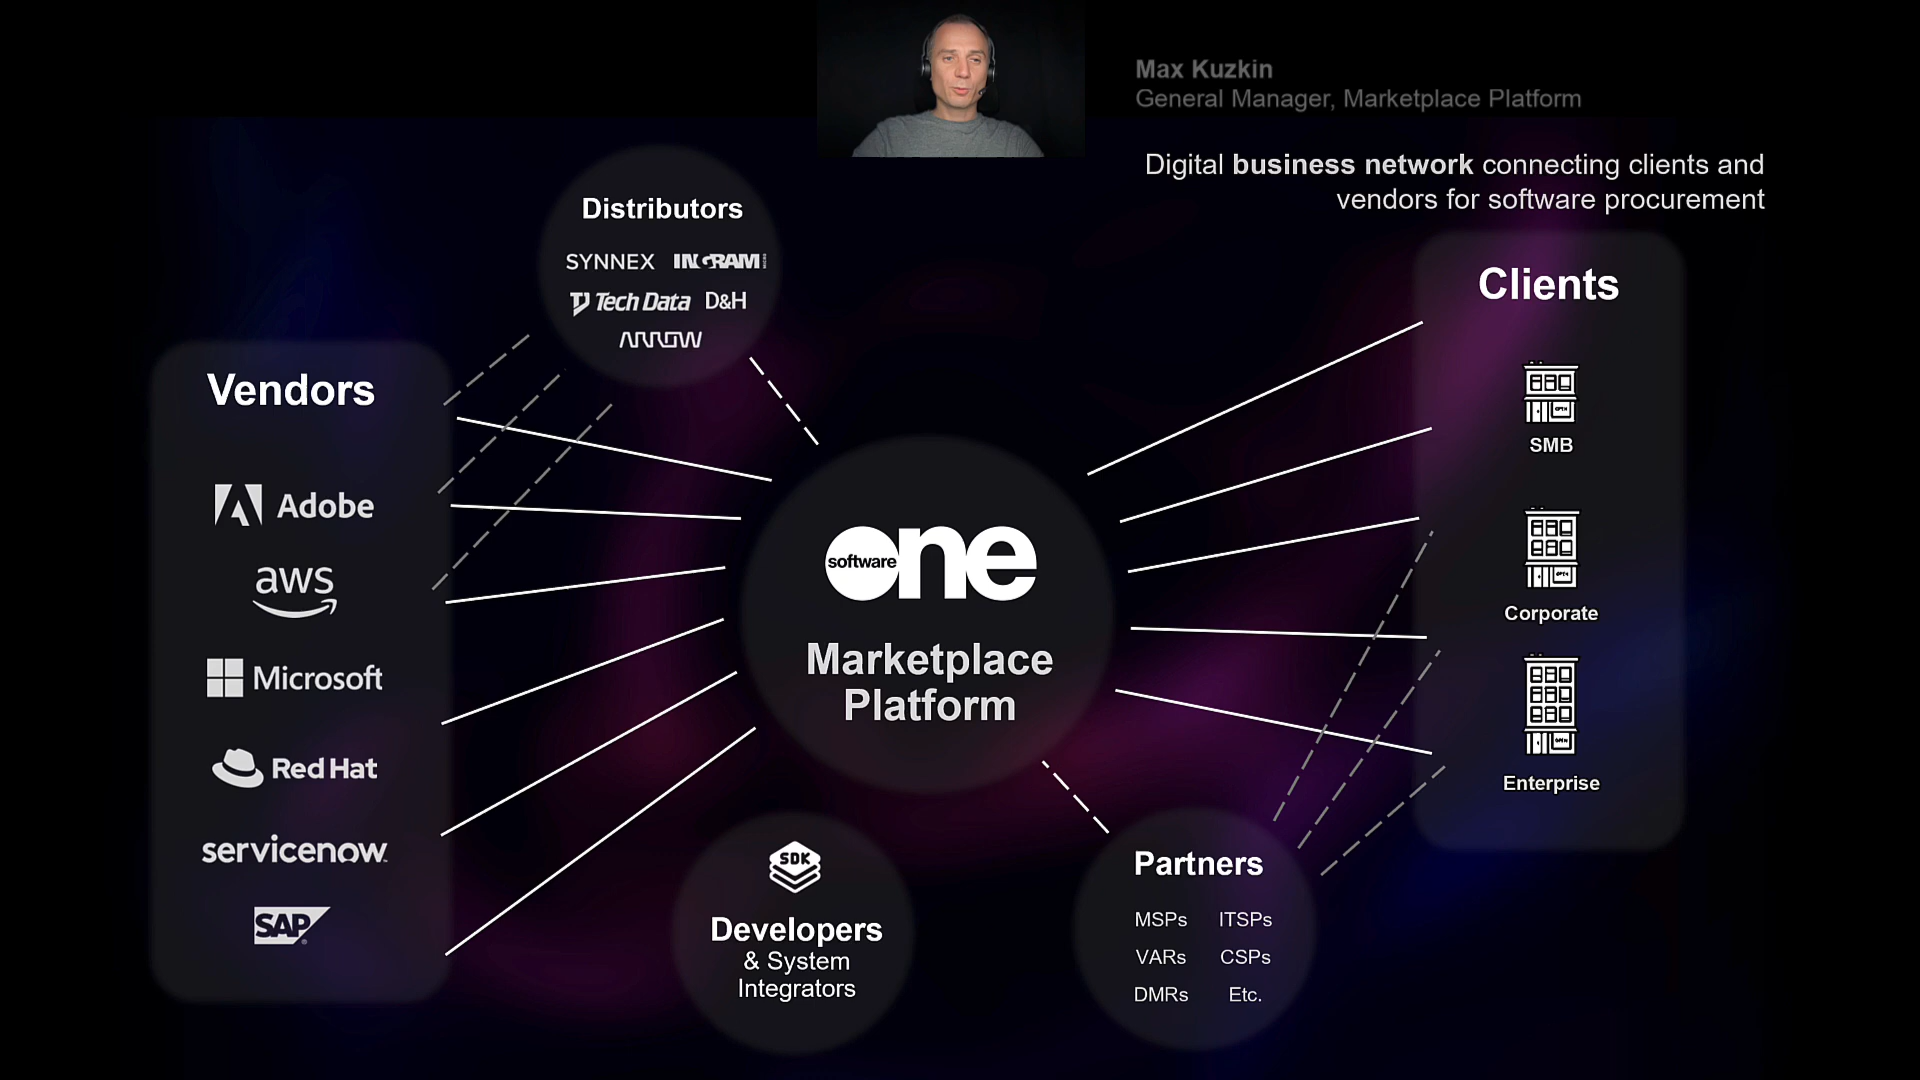 Max Kuzkin
General Manager, Marketplace Platform
Digital business network connecting clients and
vendors for software procurement
Distributors
SYNNEX INGRAM MICRO
Tech Data D&H
ARROW
Vendors
Adobe
aws
Microsoft
Red Hat
servicenow
SAP
software one
Marketplace
Platform
Clients
SMB
Corporate
Enterprise
SDK
Developers
& System
Integrators
Partners
MSPs ITSPs
VARs CSPs
DMRs Etc.